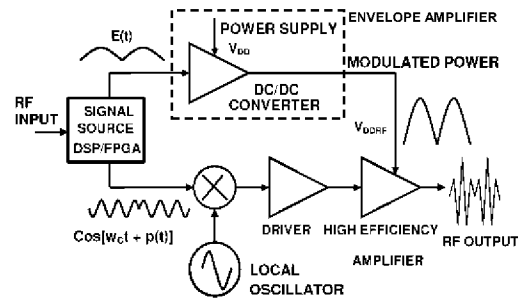 POWER SUPPLY
ENVELOPE AMPLIFIER
E(t)
V_DD
DC/DC
CONVERTER
MODULATED POWER
RF
INPUT
SIGNAL
SOURCE
DSP/FPGA
V_DDRF
Cos[w_ct + p(t)]
DRIVER
HIGH EFFICIENCY
AMPLIFIER
RF OUTPUT
LOCAL
OSCILLATOR